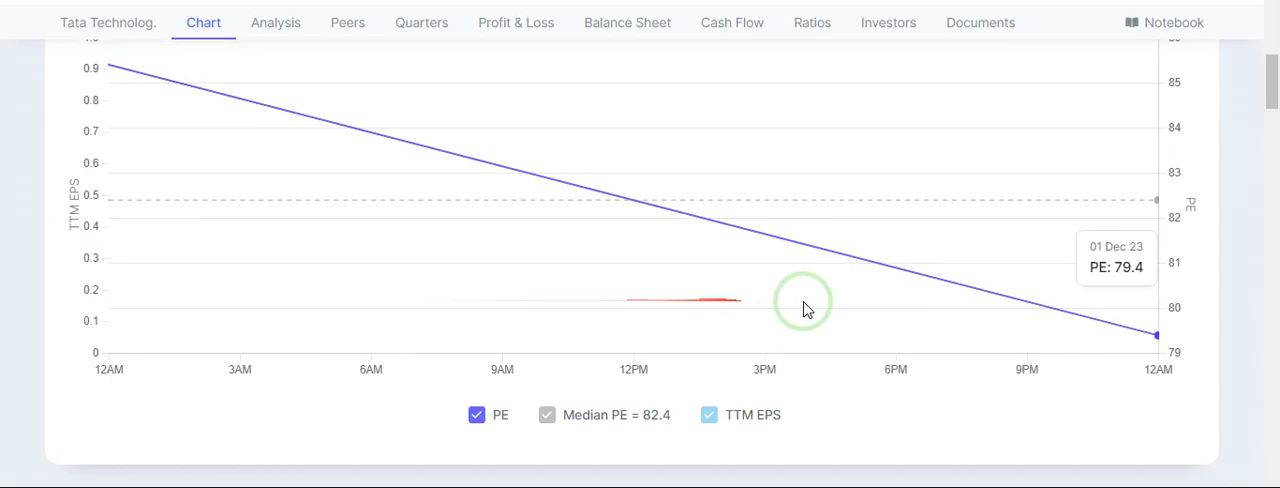 Tata Technolog. Chart Analysis Peers Quarters Profit & Loss Balance Sheet Cash Flow Ratios Investors Documents Notebook
0.9
0.8
0.7
0.6
0.5
0.4
0.3
0.2
0.1
0
TTM EPS
85
84
83
82
81
80
79
PE
01 Dec 23
PE: 79.4
12AM 3AM 6AM 9AM 12PM 3PM 6PM 9PM 12AM
PE Median PE = 82.4 TTM EPS